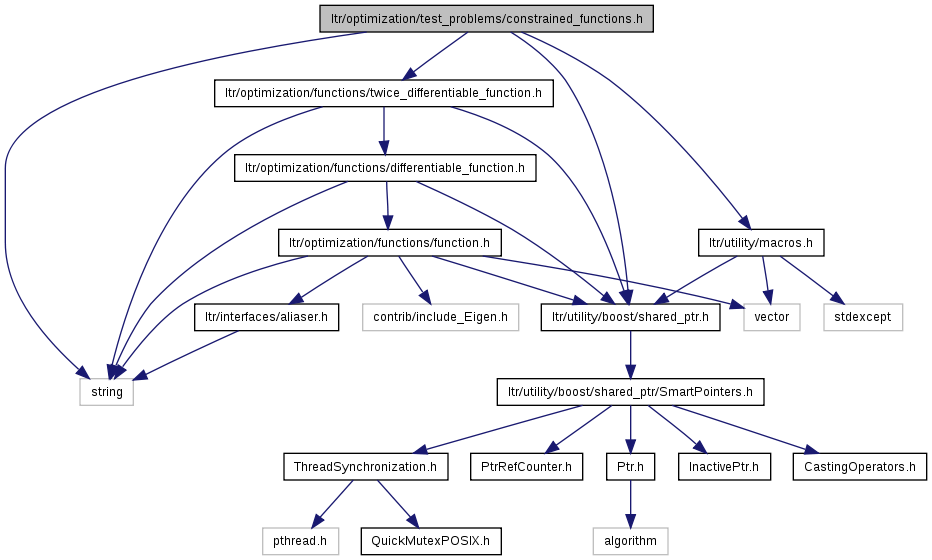 ltr/optimization/test_problems/constrained_functions.h
ltr/optimization/functions/twice_differentiable_function.h
ltr/optimization/functions/differentiable_function.h
ltr/optimization/functions/function.h
ltr/utility/macros.h
ltr/interfaces/aliaser.h
contrib/include_Eigen.h
ltr/utility/boost/shared_ptr.h
vector
stdexcept
string
ltr/utility/boost/shared_ptr/SmartPointers.h
ThreadSynchronization.h
PtrRefCounter.h
Ptr.h
InactivePtr.h
CastingOperators.h
pthread.h
QuickMutexPOSIX.h
algorithm